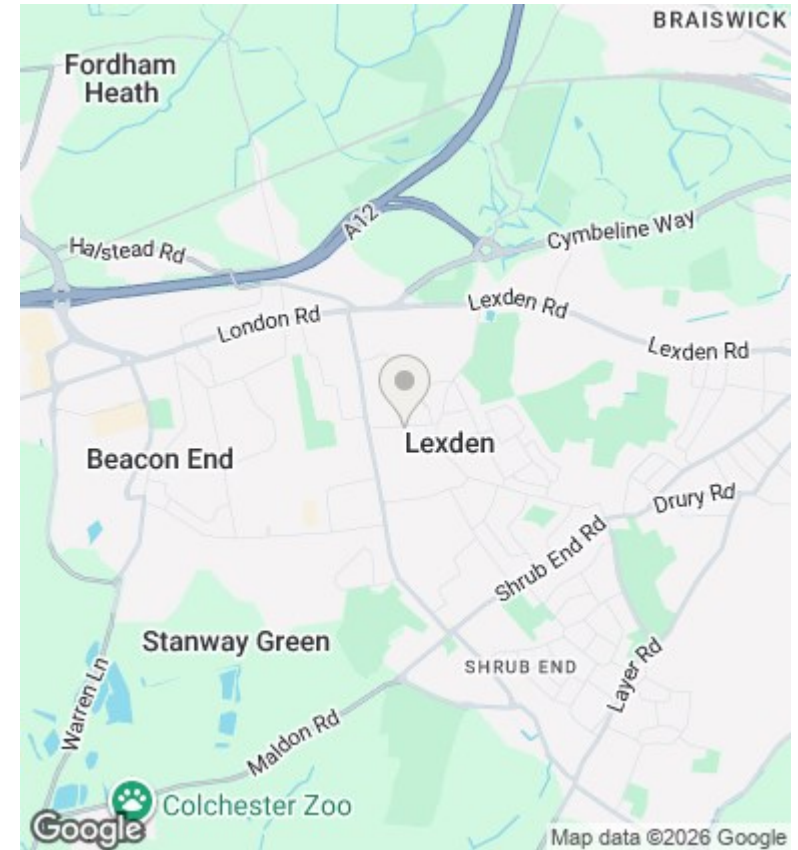 BRAISWICK
Fordham
Heath
A12
Cymbeline Way
Halstead Rd
Lexden Rd
London Rd
Lexden Rd
Lexden
Beacon End
Drury Rd
Shrub End Rd
Stanway Green
SHRUB END
Layer Rd
Warren Ln
Maldon Rd
Colchester Zoo
Google
Map data ©2026 Google